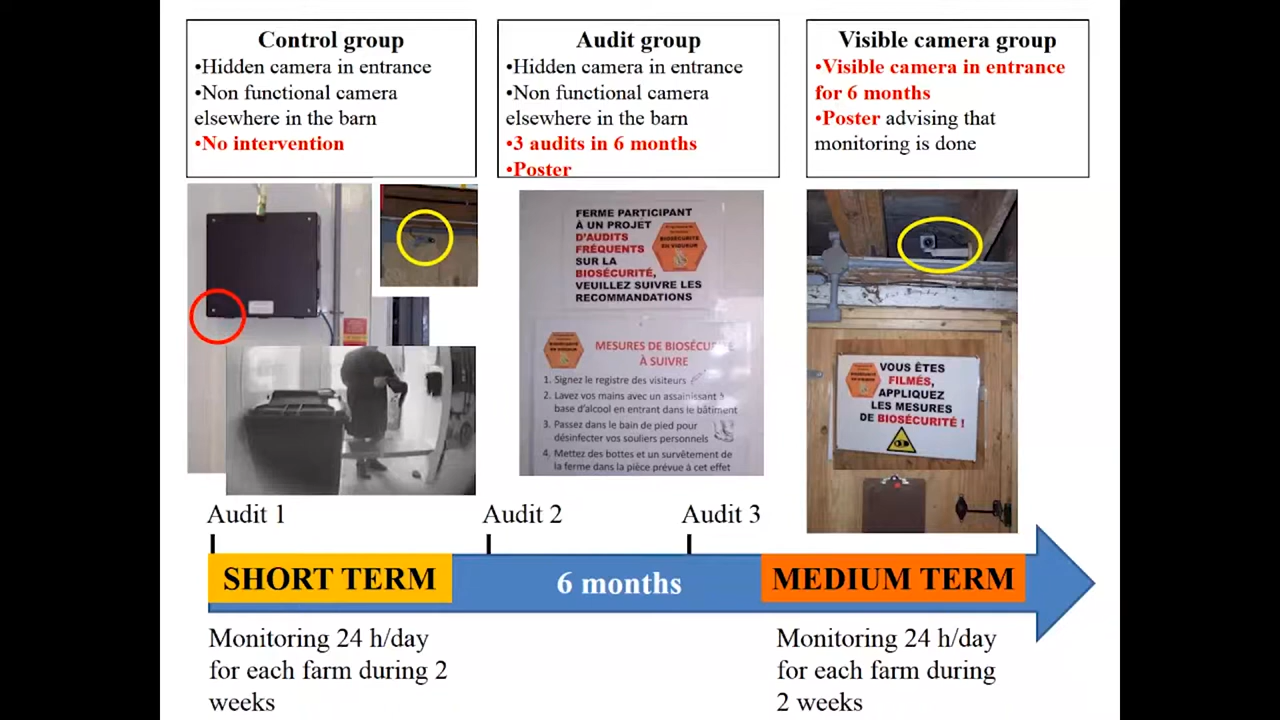 Control group
•Hidden camera in entrance
•Non functional camera
elsewhere in the barn
•No intervention
Audit group
•Hidden camera in entrance
•Non functional camera
elsewhere in the barn
•3 audits in 6 months
•Poster
Visible camera group
•Visible camera in entrance
for 6 months
•Poster advising that
monitoring is done
FERME PARTICIPANT
À UN PROJET
D'AUDITS
FRÉQUENTS
SUR LA
BIOSÉCURITÉ,
VEUILLEZ SUIVRE LES
RECOMMANDATIONS
BIOSÉCURITÉ
EN VIGUEUR
MESURES DE BIOSÉCURITÉ
À SUIVRE
BIOSÉCURITÉ
EN VIGUEUR
1. Signez le registre des visiteurs
2. Lavez vos mains avec un assainissant à
base d'alcool en entrant dans le bâtiment
3. Passez dans le bain de pied pour
désinfecter vos souliers personnels
4. Mettez des bottes et un survêtement de
la ferme dans la pièce prévue à cet effet
VOUS ÊTES
FILMÉS,
APPLIQUEZ
LES MESURES
DE BIOSÉCURITÉ !
Audit 1
Audit 2
Audit 3
SHORT TERM
6 months
MEDIUM TERM
Monitoring 24 h/day
for each farm during 2
weeks
Monitoring 24 h/day
for each farm during
2 weeks